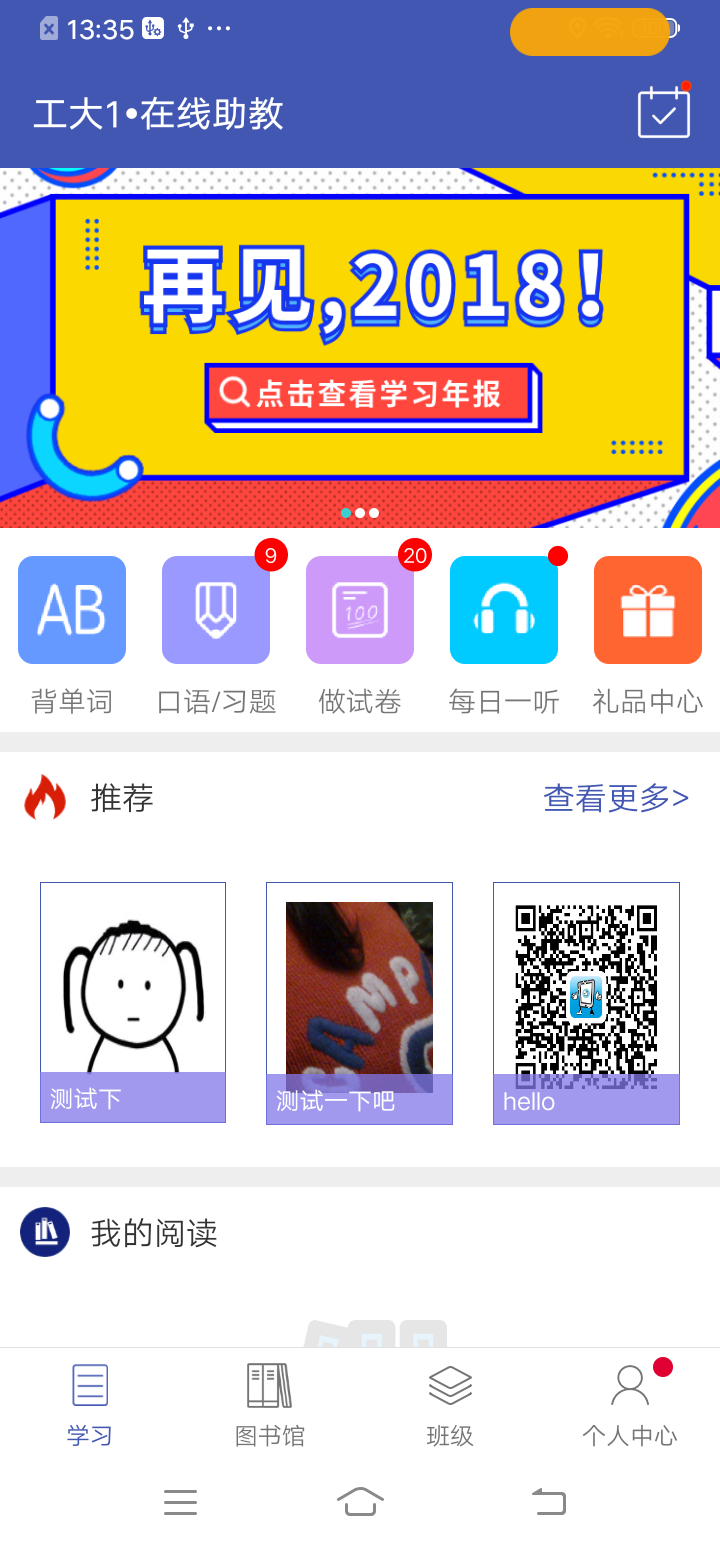 13:35
工大1•在线助教
再见,2018!
点击查看学习年报
AB
9
100
20
背单词
口语/习题
做试卷
每日一听
礼品中心
推荐
查看更多>
CAMP
测试下
测试一下吧
hello
我的阅读
学习
图书馆
班级
个人中心